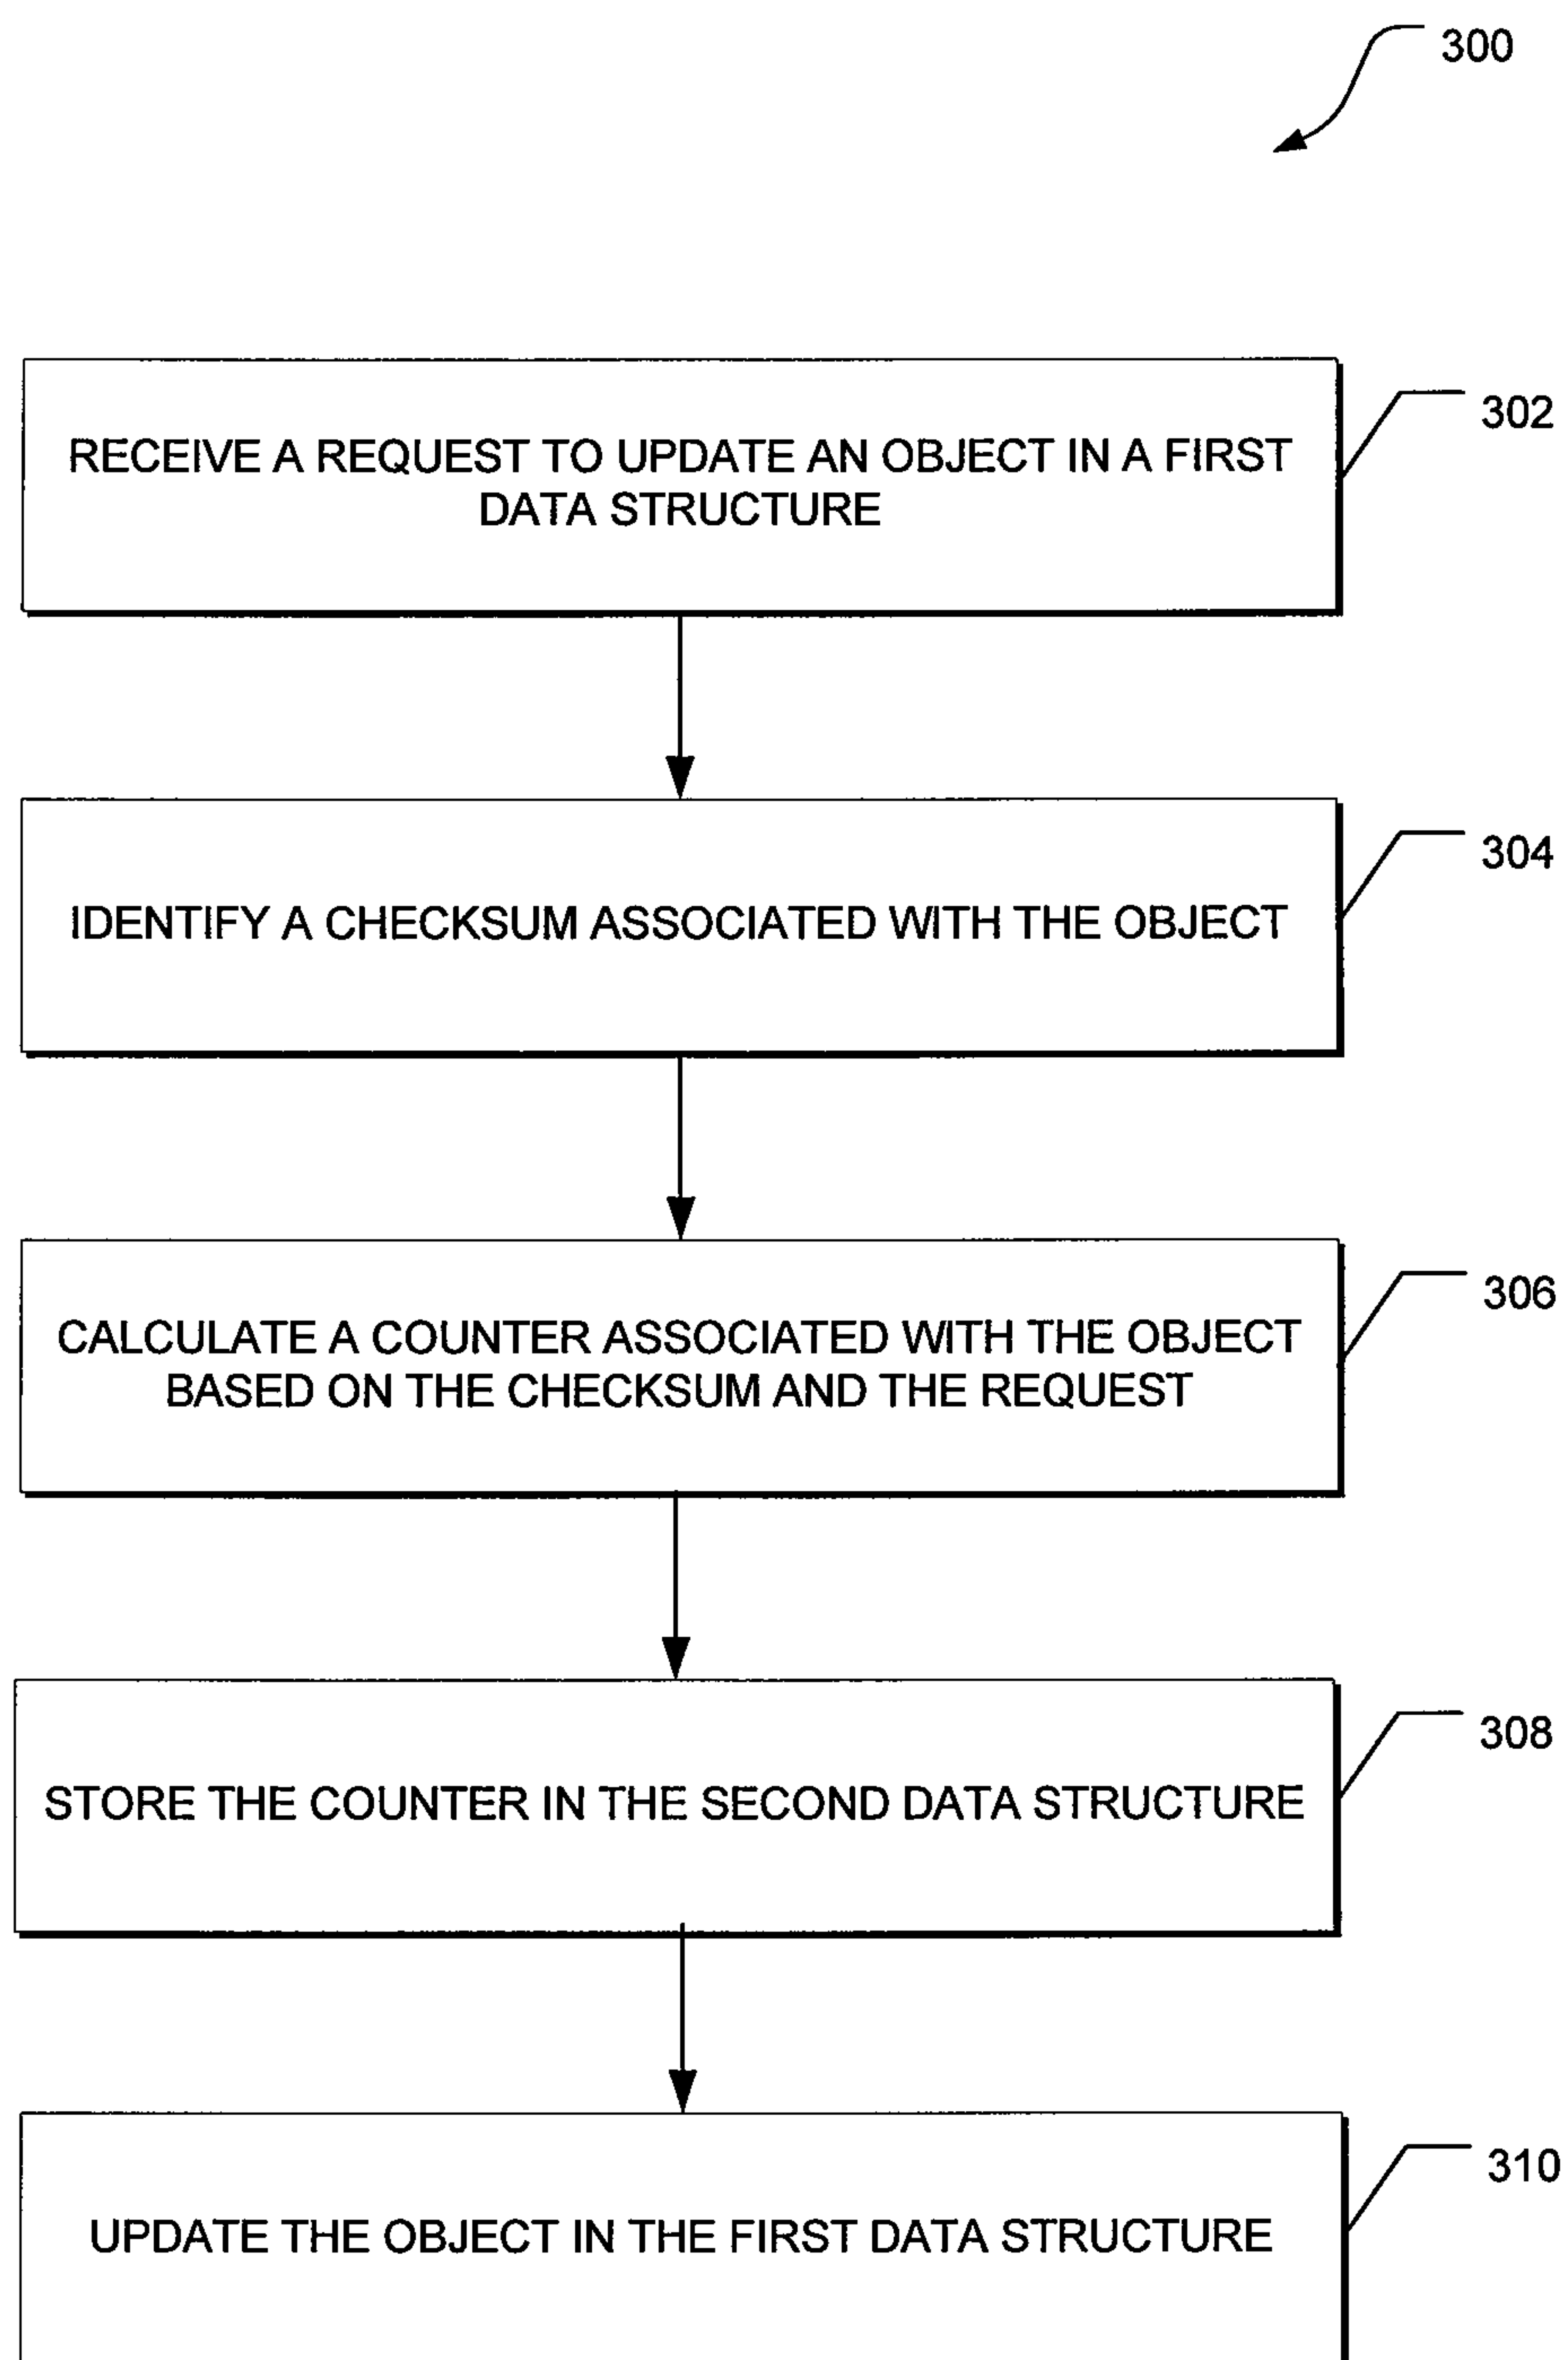 300
RECEIVE A REQUEST TO UPDATE AN OBJECT IN A FIRST
DATA STRUCTURE
302
IDENTIFY A CHECKSUM ASSOCIATED WITH THE OBJECT
304
CALCULATE A COUNTER ASSOCIATED WITH THE OBJECT
BASED ON THE CHECKSUM AND THE REQUEST
306
STORE THE COUNTER IN THE SECOND DATA STRUCTURE
308
UPDATE THE OBJECT IN THE FIRST DATA STRUCTURE
310